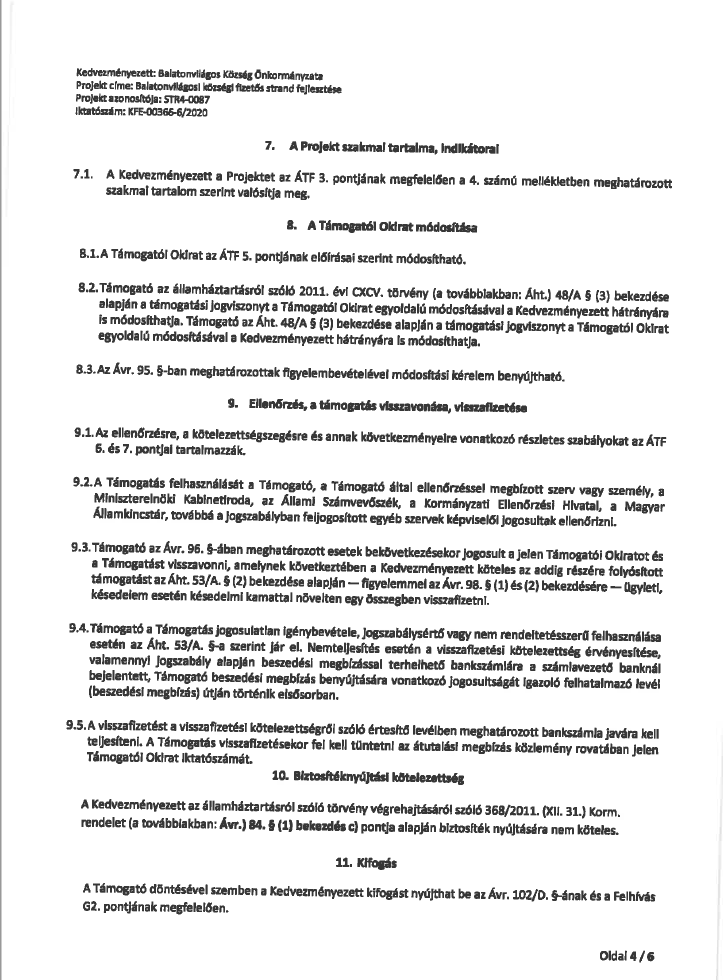 Kedvezményezett: Balatonvilágos Község Önkormányzata
Projekt címe: Balatonvilágosi községi fizetős strand fejlesztése
Projekt azonosítója: STR4-0087
Iktatószám: KFE-00366-6/2020
7. A Projekt szakmai tartalma, indikátorai
7.1. A Kedvezményezett a Projektet az ÁTF 3. pontjának megfelelően a 4. számú mellékletben meghatározott
szakmai tartalom szerint valósítja meg.
8. A Támogatói Okirat módosítása
8.1. A Támogatói Okirat az ÁTF 5. pontjának előírásai szerint módosítható.
8.2. Támogató az államháztartásról szóló 2011. évi CXCV. törvény (a továbbiakban: Áht.) 48/A § (3) bekezdése
alapján a támogatási jogviszonyt a Támogatói Okirat egyoldalú módosításával a Kedvezményezett hátrányára
is módosíthatja. Támogató az Áht. 48/A § (3) bekezdése alapján a támogatási jogviszonyt a Támogatói Okirat
egyoldalú módosításával a Kedvezményezett hátrányára is módosíthatja.
8.3. Az Ávr. 95. §-ban meghatározottak figyelembevételével módosítási kérelem benyújtható.
9. Ellenőrzés, a támogatás visszavonása, visszafizetése
9.1. Az ellenőrzésre, a kötelezettségszegésre és annak következményeire vonatkozó részletes szabályokat az ÁTF
6. és 7. pontjai tartalmazzák.
9.2. A Támogatás felhasználását a Támogató, a Támogató által ellenőrzéssel megbízott szerv vagy személy, a
Miniszterelnöki Kabinetiroda, az Állami Számvevőszék, a Kormányzati Ellenőrzési Hivatal, a Magyar
Államkincstár, továbbá a jogszabályban feljogosított egyéb szervek képviselői jogosultak ellenőrizni.
9.3. Támogató az Ávr. 96. §-ában meghatározott esetek bekövetkezésekor jogosult a jelen Támogatói Okiratot és
a Támogatást visszavonni, amelynek következtében a Kedvezményezett köteles az addig részére folyósított
támogatást az Áht. 53/A. § (2) bekezdése alapján — figyelemmel az Ávr. 98. § (1) és (2) bekezdésére — ügyleti,
késedelem esetén késedelmi kamattal növelten egy összegben visszafizetni.
9.4. Támogató a Támogatás jogosulatlan igénybevétele, jogszabálysértő vagy nem rendeltetésszerű felhasználása
esetén az Áht. 53/A. §-a szerint jár el. Nemteljesítés esetén a visszafizetési kötelezettség érvényesítése,
valamennyi jogszabály alapján beszedési megbízással terhelhető bankszámlára a számlavezető banknál
bejelentett, Támogató beszedési megbízás benyújtására vonatkozó jogosultságát igazoló felhatalmazó levél
(beszedési megbízás) útján történik elsősorban.
9.5. A visszafizetést a visszafizetési kötelezettségről szóló értesítő levélben meghatározott bankszámla javára kell
teljesíteni. A Támogatás visszafizetésekor fel kell tüntetni az átutalási megbízás közlemény rovatában jelen
Támogatói Okirat iktatószámát.
10. Biztosítéknyújtási kötelezettség
A Kedvezményezett az államháztartásról szóló törvény végrehajtásáról szóló 368/2011. (XII. 31.) Korm.
rendelet (a továbbiakban: Ávr.) 84. § (1) bekezdés c) pontja alapján biztosíték nyújtására nem köteles.
11. Kifogás
A Támogató döntésével szemben a Kedvezményezett kifogást nyújthat be az Ávr. 102/D. §-ának és a Felhívás
G2. pontjának megfelelően.
Oldal 4 / 6